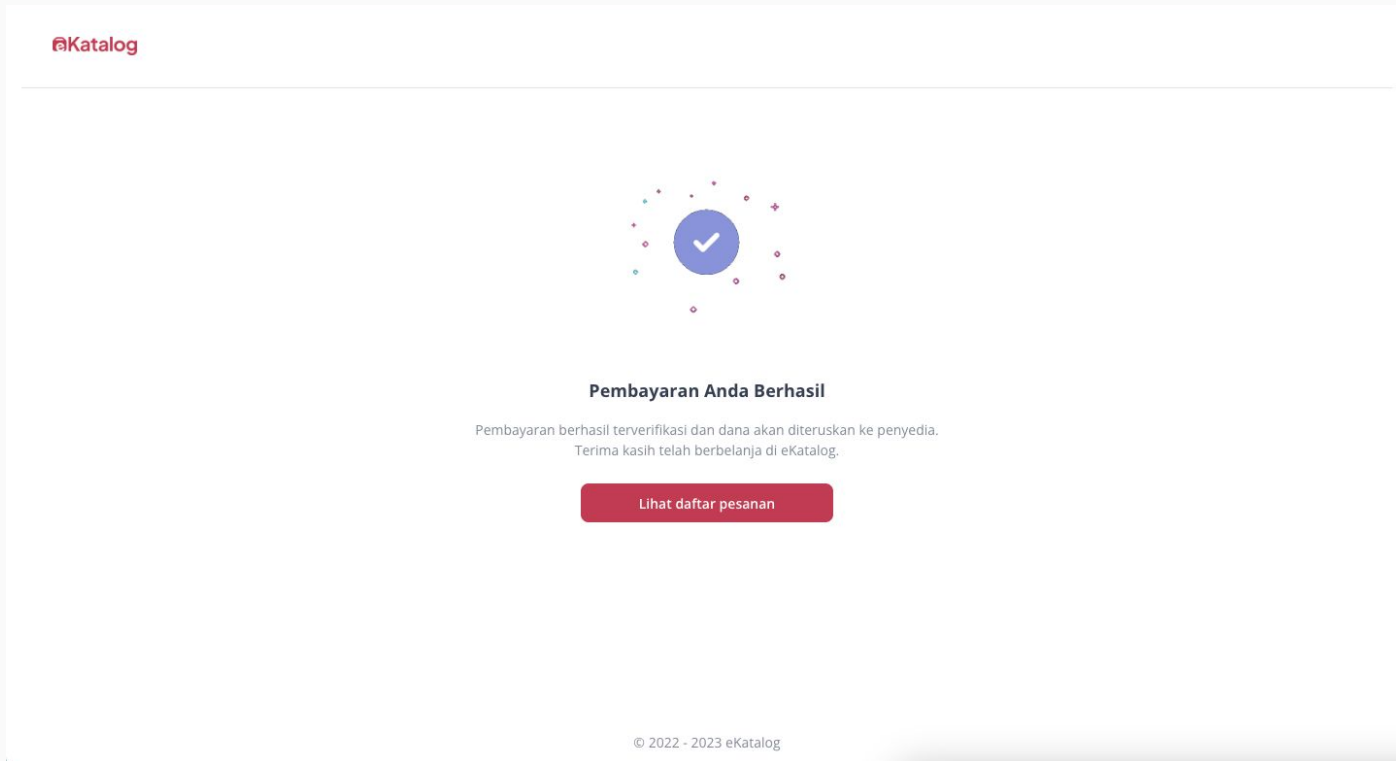 eKatalog
Pembayaran Anda Berhasil
Pembayaran berhasil terverifikasi dan dana akan diteruskan ke penyedia.
Terima kasih telah berbelanja di eKatalog.
Lihat daftar pesanan
© 2022 - 2023 eKatalog